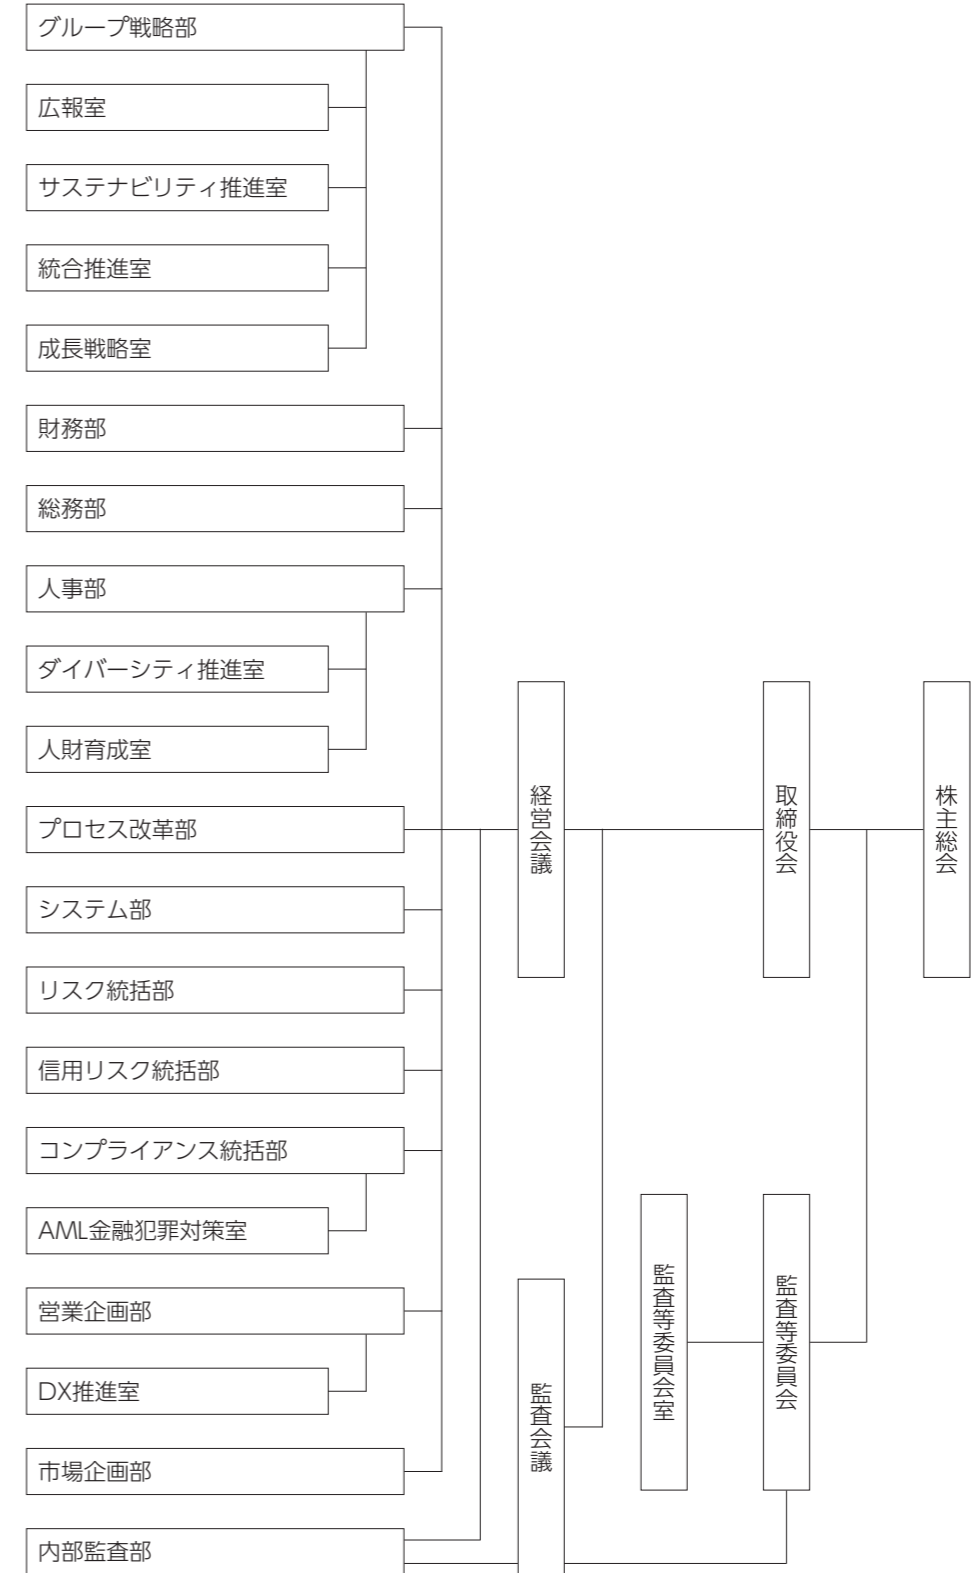 グループ戦略部
広報室
サステナビリティ推進室
統合推進室
成長戦略室
財務部
総務部
人事部
ダイバーシティ推進室
人財育成室
プロセス改革部
システム部
リスク統括部
信用リスク統括部
コンプライアンス統括部
AML金融犯罪対策室
営業企画部
DX推進室
市場企画部
内部監査部
経営会議
取締役会
株主総会
監査会議
監査等委員会室
監査等委員会